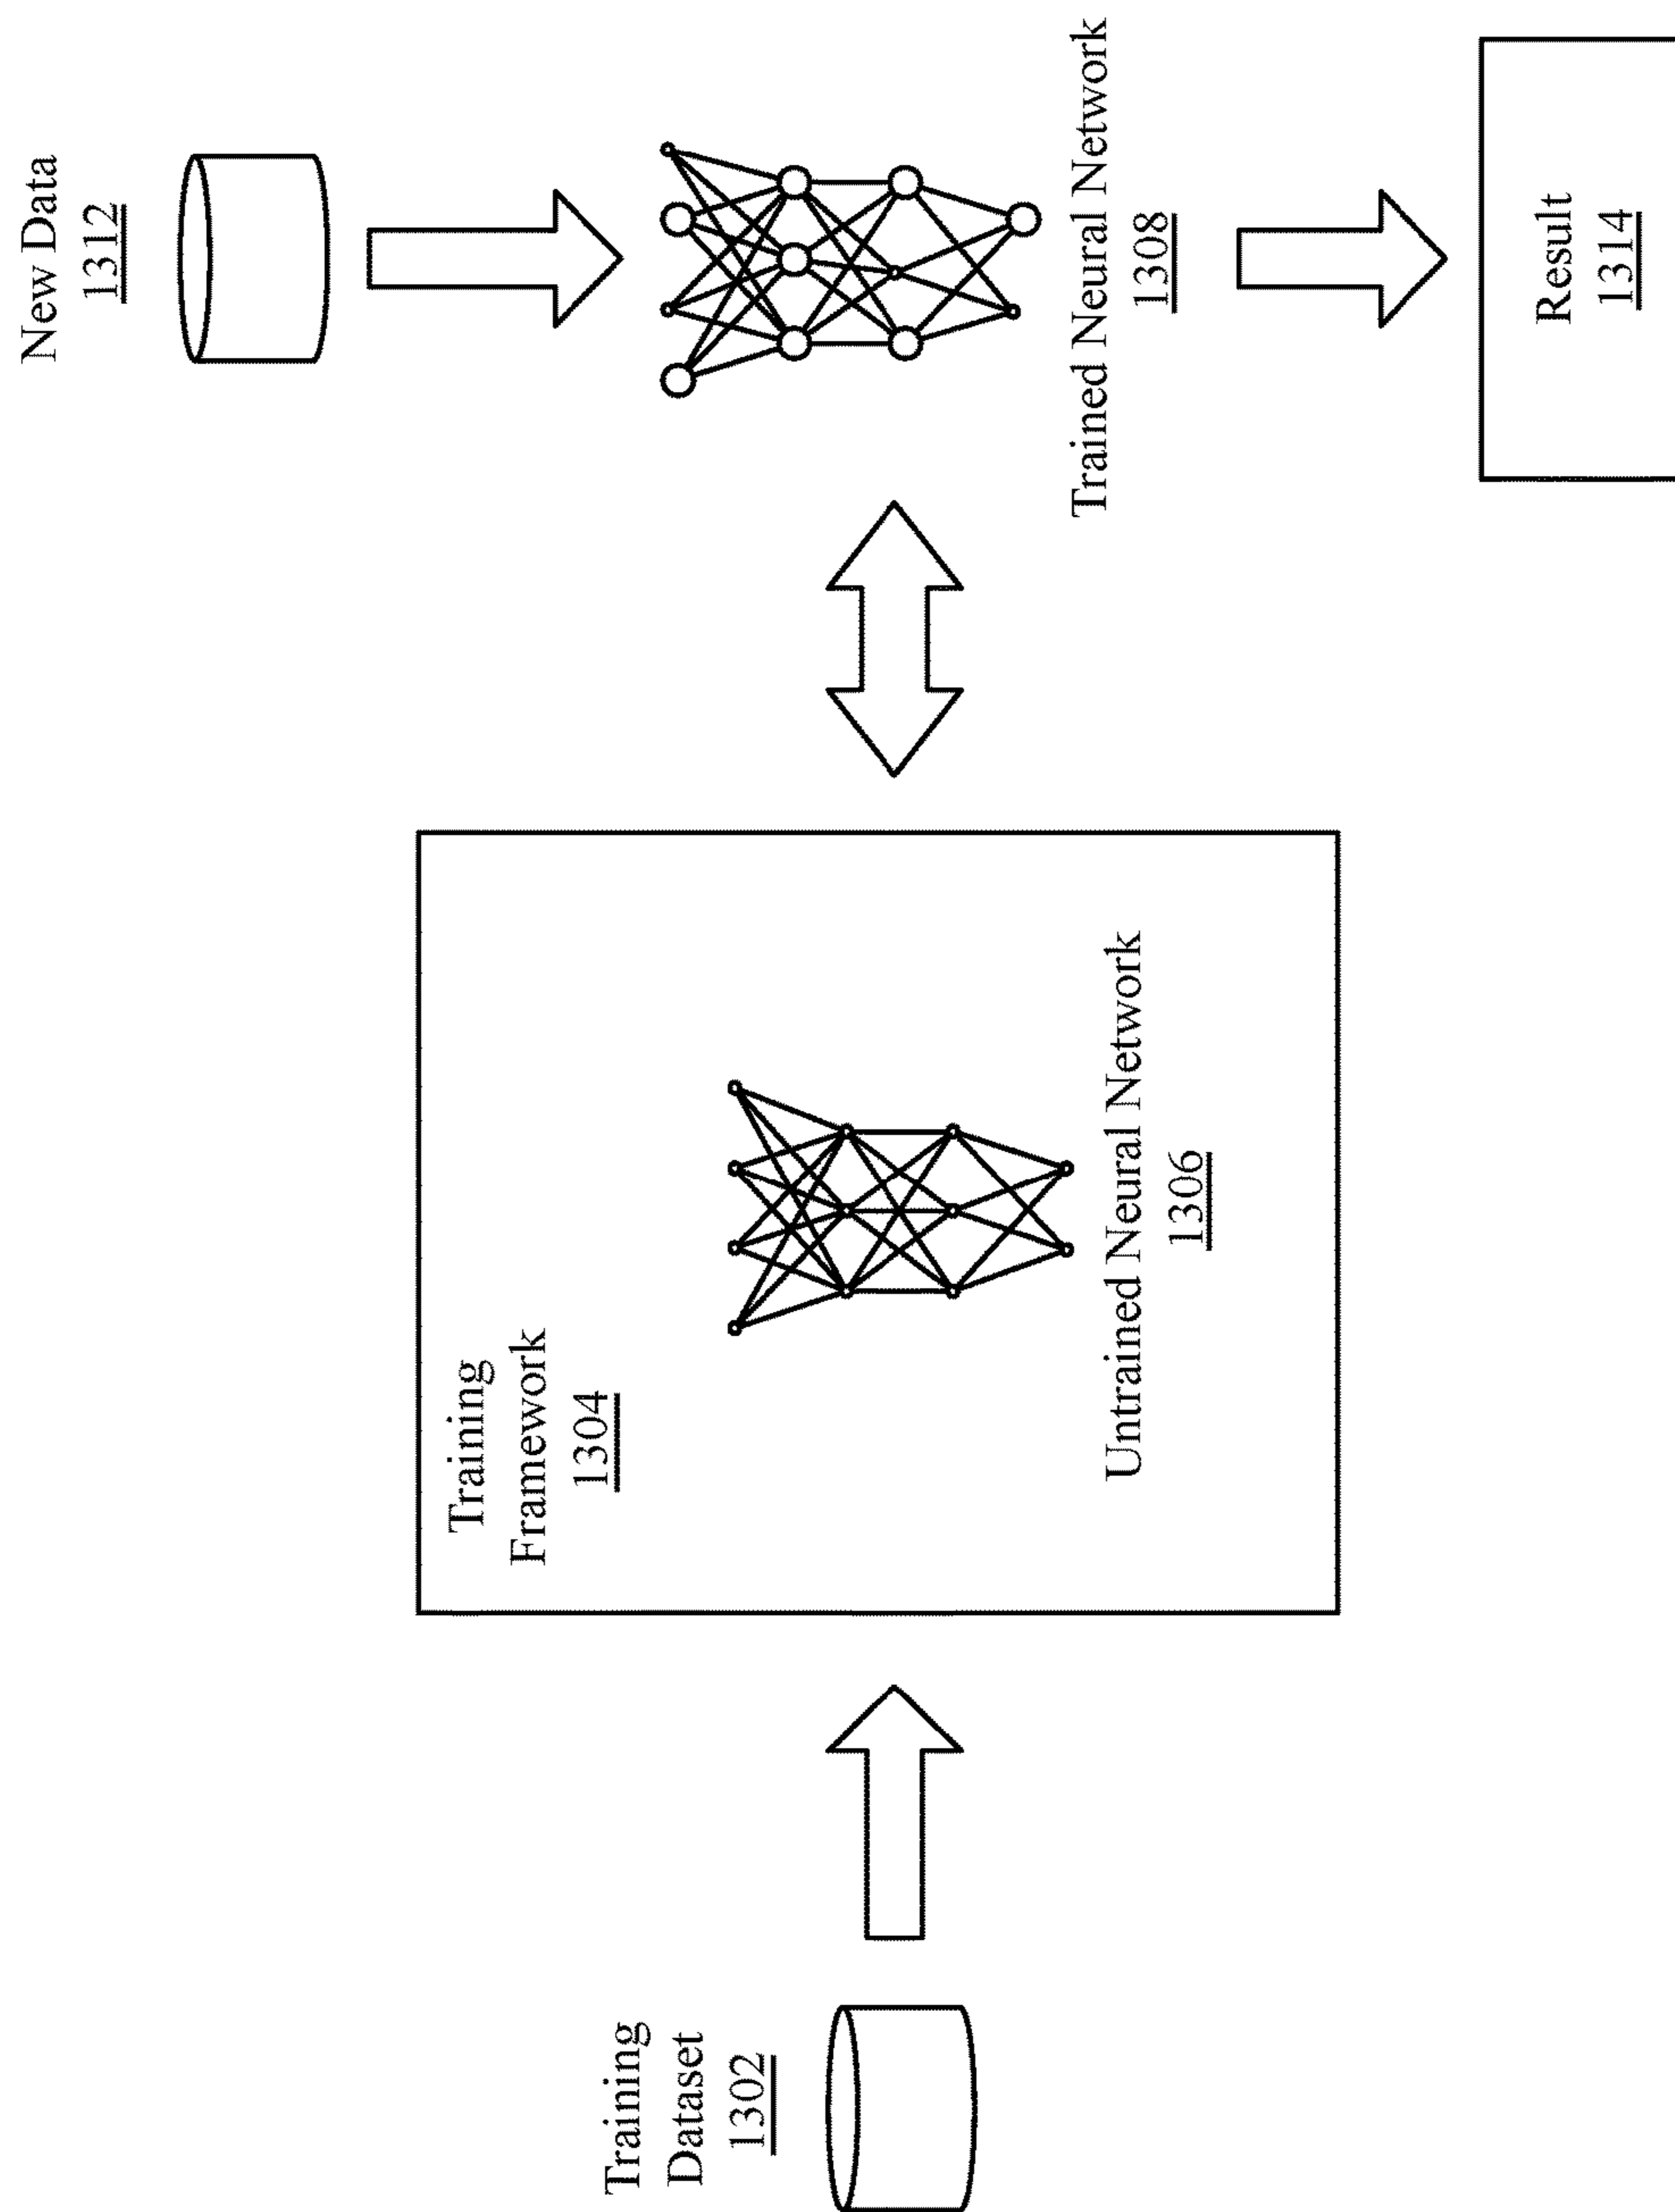 Training
Dataset
1302
Training
Framework
1304
Untrained Neural Network
1306
New Data
1312
Trained Neural Network
1308
Result
1314